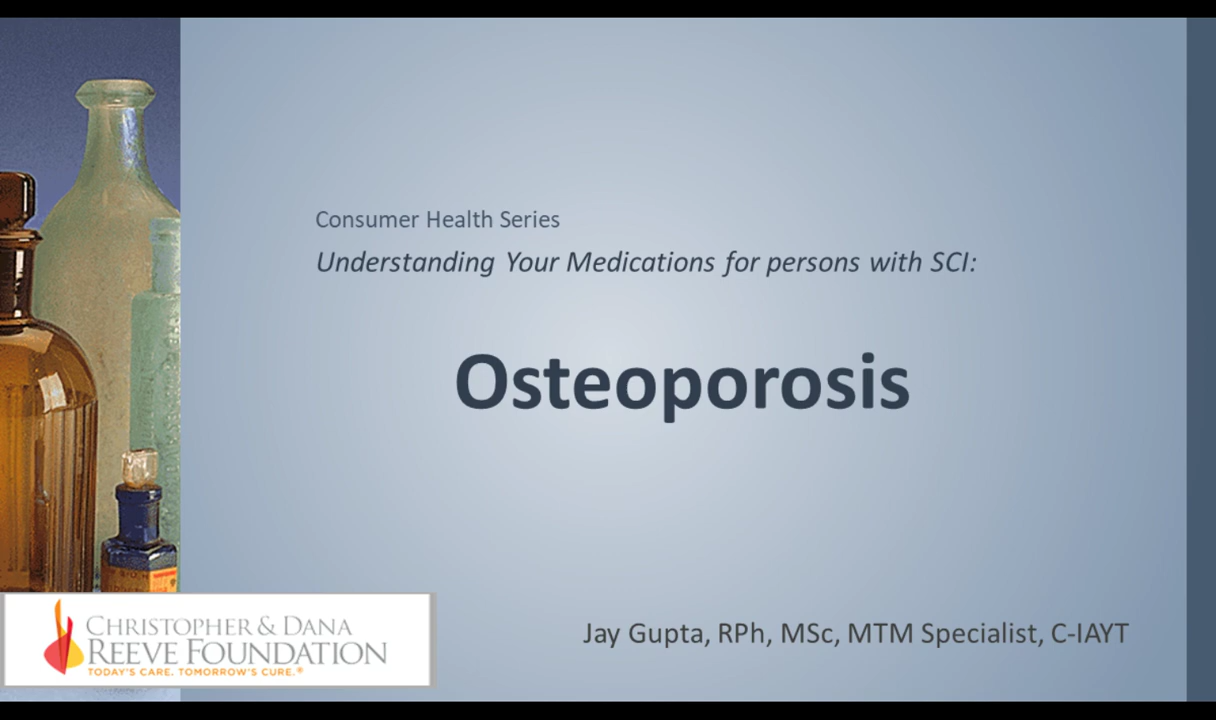 Consumer Health Series
Understanding Your Medications for persons with SCI:
Osteoporosis
Jay Gupta, RPh, MSc, MTM Specialist, C-IAYT
CHRISTOPHER & DANA
REEVE FOUNDATION
TODAY'S CARE. TOMORROW'S CURE.®